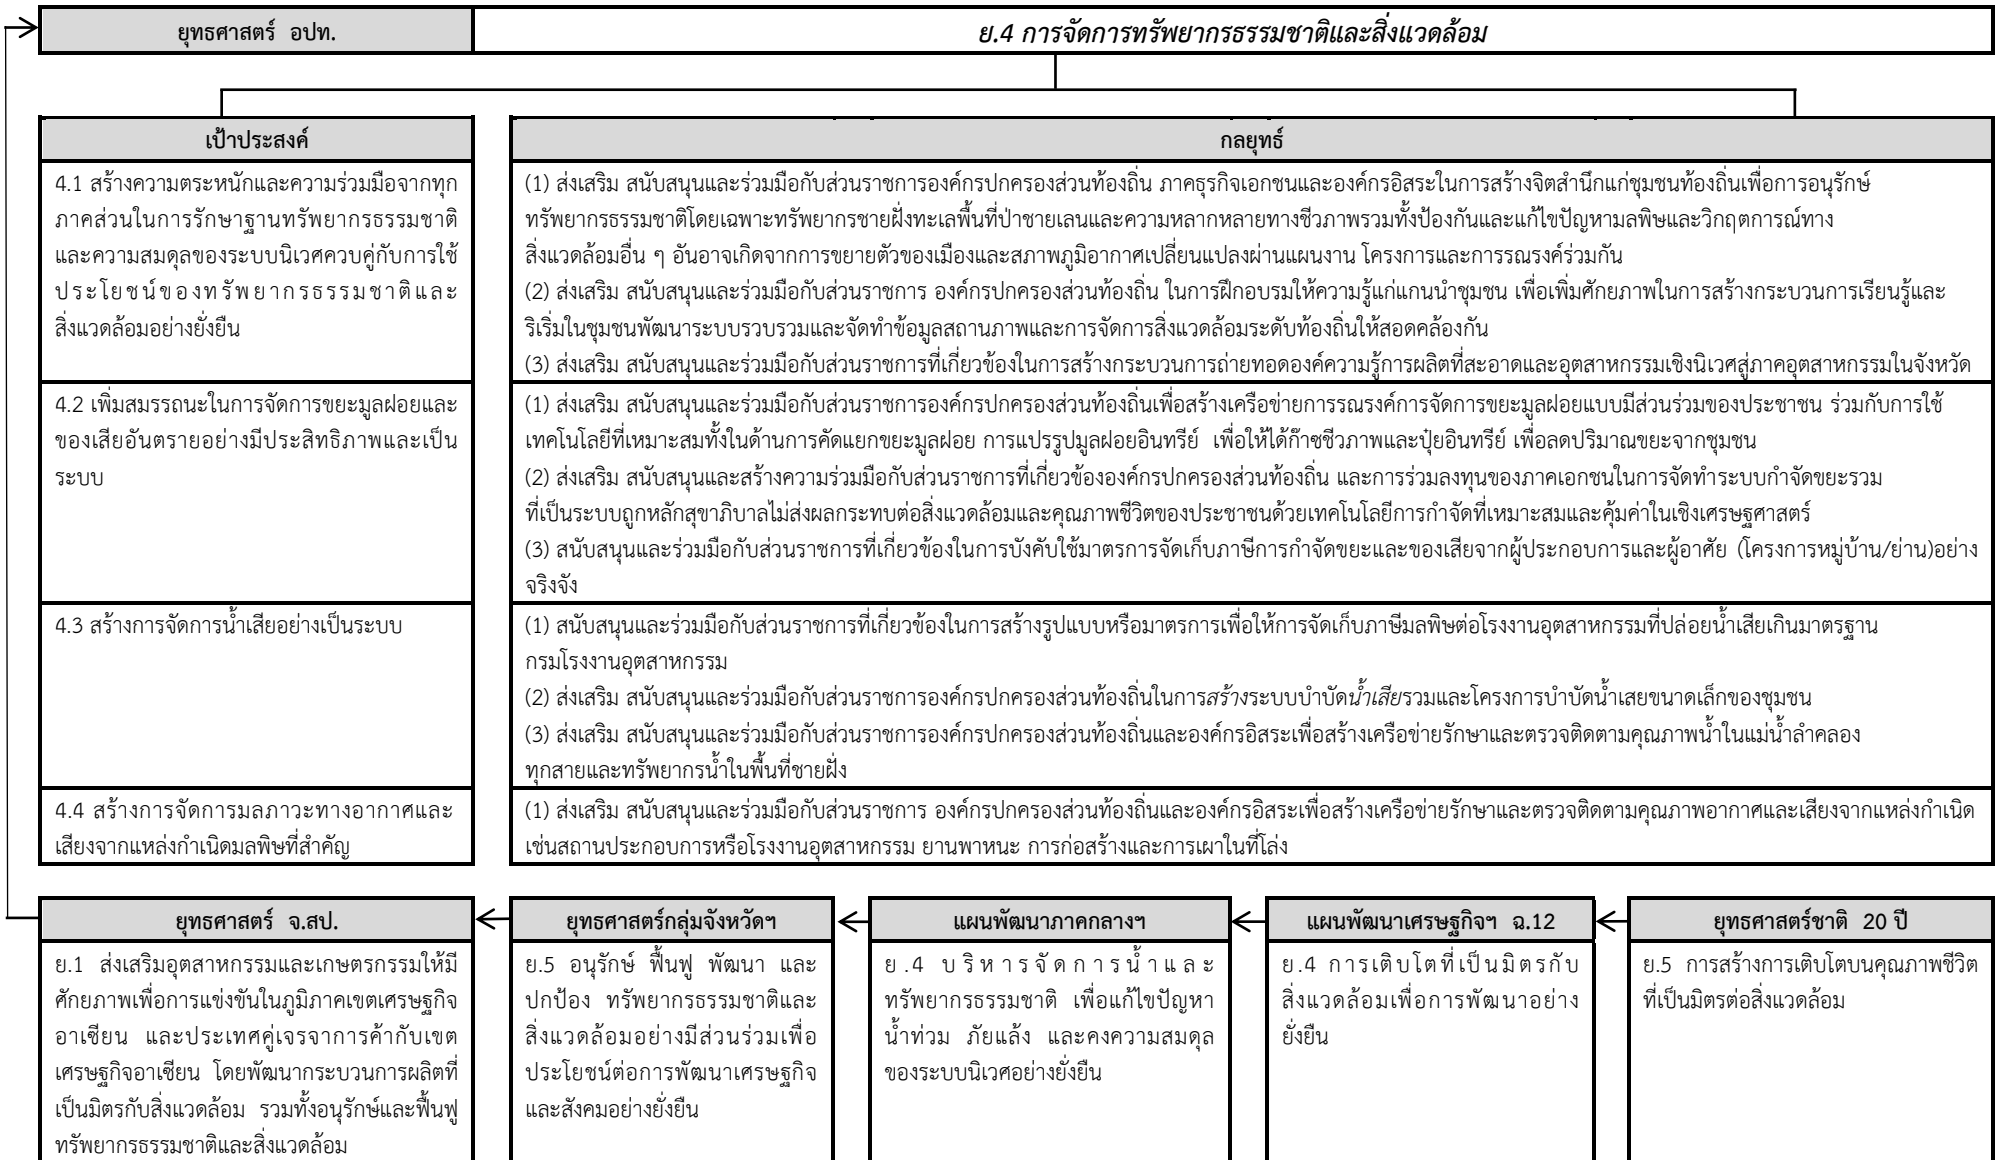 ยุทธศาสตร์ อปท.
ย.4 การจัดการทรัพยากรธรรมชาติและสิ่งแวดล้อม
เป้าประสงค์
กลยุทธ์
4.1 สร้างความตระหนักและความร่วมมือจากทุก
ภาคส่วนในการรักษาฐานทรัพยากรธรรมชาติ
และความสมดุลของระบบนิเวศควบคู่กับการใช้
ประโยชน์ของทรัพยากรธรรมชาติและ
สิ่งแวดล้อมอย่างยั่งยืน
(1) ส่งเสริม สนับสนุนและร่วมมือกับส่วนราชการองค์กรปกครองส่วนท้องถิ่น ภาคธุรกิจเอกชนและองค์กรอิสระในการสร้างจิตสำนึกแก่ชุมชนท้องถิ่นเพื่อการอนุรักษ์
ทรัพยากรธรรมชาติโดยเฉพาะทรัพยากรชายฝั่งทะเลพื้นที่ป่าชายเลนและความหลากหลายทางชีวภาพรวมทั้งป้องกันและแก้ไขปัญหามลพิษและวิกฤตการณ์ทาง
สิ่งแวดล้อมอื่น ๆ อันอาจเกิดจากการขยายตัวของเมืองและสภาพภูมิอากาศเปลี่ยนแปลงผ่านแผนงาน โครงการและการรณรงค์ร่วมกัน
(2) ส่งเสริม สนับสนุนและร่วมมือกับส่วนราชการ องค์กรปกครองส่วนท้องถิ่น ในการฝึกอบรมให้ความรู้แก่แกนนำชุมชน เพื่อเพิ่มศักยภาพในการสร้างกระบวนการเรียนรู้และ
ริเริ่มในชุมชนพัฒนาระบบรวบรวมและจัดทำข้อมูลสถานภาพและการจัดการสิ่งแวดล้อมระดับท้องถิ่นให้สอดคล้องกัน
(3) ส่งเสริม สนับสนุนและร่วมมือกับส่วนราชการที่เกี่ยวข้องในการสร้างกระบวนการถ่ายทอดองค์ความรู้การผลิตที่สะอาดและอุตสาหกรรมเชิงนิเวศสู่ภาคอุตสาหกรรมในจังหวัด
4.2 เพิ่มสมรรถนะในการจัดการขยะมูลฝอยและ
ของเสียอันตรายอย่างมีประสิทธิภาพและเป็น
ระบบ
(1) ส่งเสริม สนับสนุนและร่วมมือกับส่วนราชการองค์กรปกครองส่วนท้องถิ่นเพื่อสร้างเครือข่ายการรณรงค์การจัดการขยะมูลฝอยแบบมีส่วนร่วมของประชาชน ร่วมกับการใช้
เทคโนโลยีที่เหมาะสมทั้งในด้านการคัดแยกขยะมูลฝอย การแปรรูปมูลฝอยอินทรีย์ เพื่อให้ได้ก๊าซชีวภาพและปุ๋ยอินทรีย์ เพื่อลดปริมาณขยะจากชุมชน
(2) ส่งเสริม สนับสนุนและสร้างความร่วมมือกับส่วนราชการที่เกี่ยวข้ององค์กรปกครองส่วนท้องถิ่น และการร่วมลงทุนของภาคเอกชนในการจัดทำระบบกำจัดขยะรวม
ที่เป็นระบบถูกหลักสุขาภิบาลไม่ส่งผลกระทบต่อสิ่งแวดล้อมและคุณภาพชีวิตของประชาชนด้วยเทคโนโลยีการกำจัดที่เหมาะสมและคุ้มค่าในเชิงเศรษฐศาสตร์
(3) สนับสนุนและร่วมมือกับส่วนราชการที่เกี่ยวข้องในการบังคับใช้มาตรการจัดเก็บภาษีการกำจัดขยะและของเสียจากผู้ประกอบการและผู้อาศัย (โครงการหมู่บ้าน/ย่าน)อย่าง
จริงจัง
4.3 สร้างการจัดการน้ำเสียอย่างเป็นระบบ
(1) สนับสนุนและร่วมมือกับส่วนราชการที่เกี่ยวข้องในการสร้างรูปแบบหรือมาตรการเพื่อให้การจัดเก็บภาษีมลพิษต่อโรงงานอุตสาหกรรมที่ปล่อยน้ำเสียเกินมาตรฐาน
กรมโรงงานอุตสาหกรรม
(2) ส่งเสริม สนับสนุนและร่วมมือกับส่วนราชการองค์กรปกครองส่วนท้องถิ่นในการสร้างระบบบำบัดน้ำเสียรวมและโครงการบำบัดน้ำเสยขนาดเล็กของชุมชน
(3) ส่งเสริม สนับสนุนและร่วมมือกับส่วนราชการองค์กรปกครองส่วนท้องถิ่นและองค์กรอิสระเพื่อสร้างเครือข่ายรักษาและตรวจติดตามคุณภาพน้ำในแม่น้ำลำคลอง
ทุกสายและทรัพยากรน้ำในพื้นที่ชายฝั่ง
4.4 สร้างการจัดการมลภาวะทางอากาศและ
เสียงจากแหล่งกำเนิดมลพิษที่สำคัญ
(1) ส่งเสริม สนับสนุนและร่วมมือกับส่วนราชการ องค์กรปกครองส่วนท้องถิ่นและองค์กรอิสระเพื่อสร้างเครือข่ายรักษาและตรวจติดตามคุณภาพอากาศและเสียงจากแหล่งกำเนิด
เช่นสถานประกอบการหรือโรงงานอุตสาหกรรม ยานพาหนะ การก่อสร้างและการเผาในที่โล่ง
ยุทธศาสตร์ จ.สป.
ย.1 ส่งเสริมอุตสาหกรรมและเกษตรกรรมให้มี
ศักยภาพเพื่อการแข่งขันในภูมิภาคเขตเศรษฐกิจ
อาเซียน และประเทศคู่เจรจาการค้ากับเขต
เศรษฐกิจอาเซียน โดยพัฒนากระบวนการผลิตที่
เป็นมิตรกับสิ่งแวดล้อม รวมทั้งอนุรักษ์และฟื้นฟู
ทรัพยากรธรรมชาติและสิ่งแวดล้อม
ยุทธศาสตร์กลุ่มจังหวัดฯ
ย.5 อนุรักษ์ ฟื้นฟู พัฒนา และ
ปกป้อง ทรัพยากรธรรมชาติและ
สิ่งแวดล้อมอย่างมีส่วนร่วมเพื่อ
ประโยชน์ต่อการพัฒนาเศรษฐกิจ
และสังคมอย่างยั่งยืน
แผนพัฒนาภาคกลางฯ
ย.4 บริหารจัดการน้ำและ
ทรัพยากรธรรมชาติ เพื่อแก้ไขปัญหา
น้ำท่วม ภัยแล้ง และคงความสมดุล
ของระบบนิเวศอย่างยั่งยืน
แผนพัฒนาเศรษฐกิจฯ ฉ.12
ย.4 การเติบโตที่เป็นมิตรกับ
สิ่งแวดล้อมเพื่อการพัฒนาอย่าง
ยั่งยืน
ยุทธศาสตร์ชาติ 20 ปี
ย.5 การสร้างการเติบโตบนคุณภาพชีวิต
ที่เป็นมิตรต่อสิ่งแวดล้อม